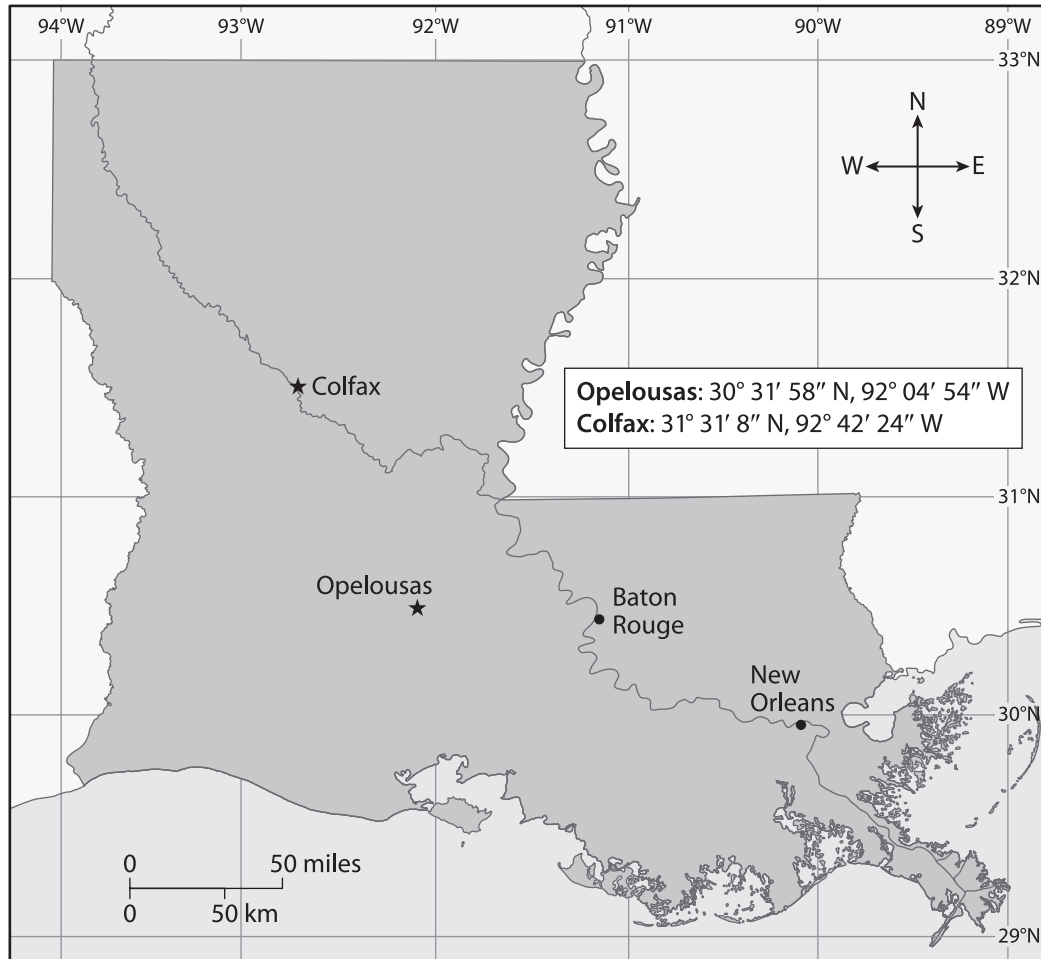 94°W 93°W 92°W 91°W 90°W 89°W
33°N
N
W E
S
32°N
Colfax
Opelousas: 30° 31’ 58” N, 92° 04’ 54” W
Colfax: 31° 31’ 8” N, 92° 42’ 24” W
31°N
Opelousas
Baton
Rouge
New
Orleans
30°N
0 50 miles
0 50 km
29°N